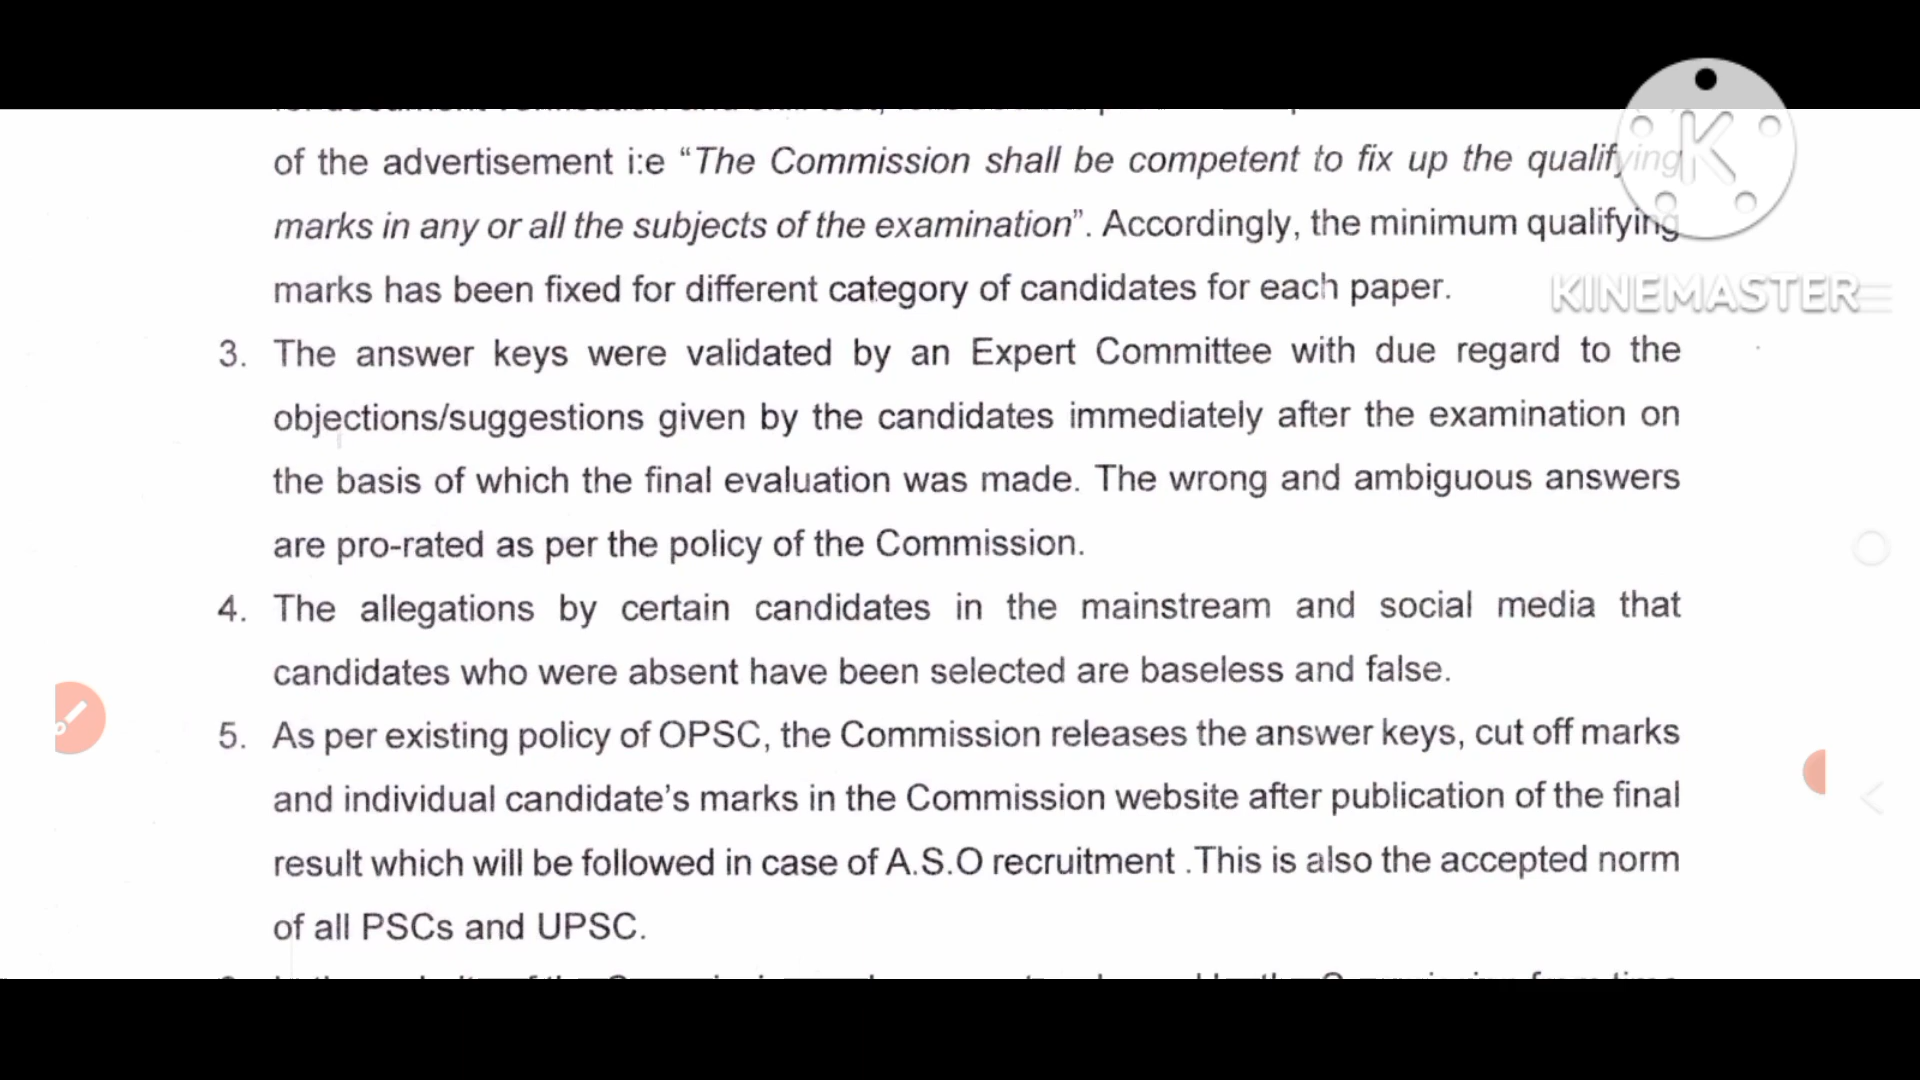 of the advertisement i:e “The Commission shall be competent to fix up the qualifying
marks in any or all the subjects of the examination”. Accordingly, the minimum qualifying
marks has been fixed for different category of candidates for each paper.
KINEMASTER
3. The answer keys were validated by an Expert Committee with due regard to the
objections/suggestions given by the candidates immediately after the examination on
the basis of which the final evaluation was made. The wrong and ambiguous answers
are pro-rated as per the policy of the Commission.
4. The allegations by certain candidates in the mainstream and social media that
candidates who were absent have been selected are baseless and false.
5. As per existing policy of OPSC, the Commission releases the answer keys, cut off marks
and individual candidate’s marks in the Commission website after publication of the final
result which will be followed in case of A.S.O recruitment .This is also the accepted norm
of all PSCs and UPSC.